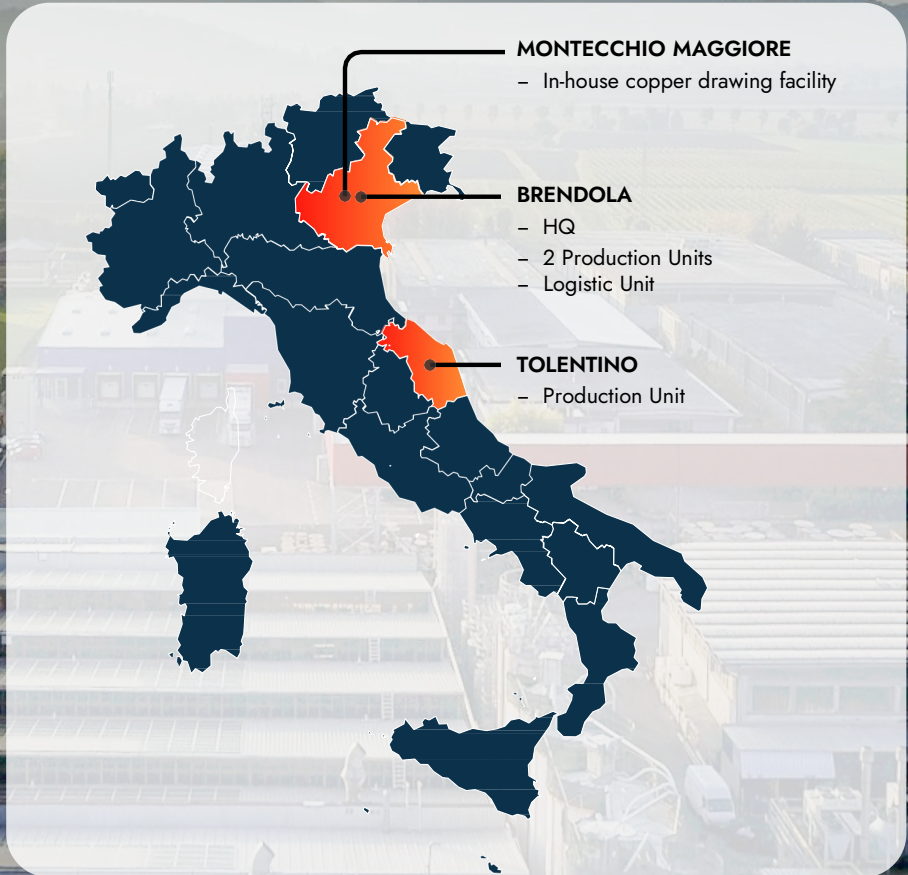 MONTECCHIO MAGGIORE
– In-house copper drawing facility
BRENDOLA
– HQ
– 2 Production Units
– Logistic Unit
TOLENTINO
– Production Unit